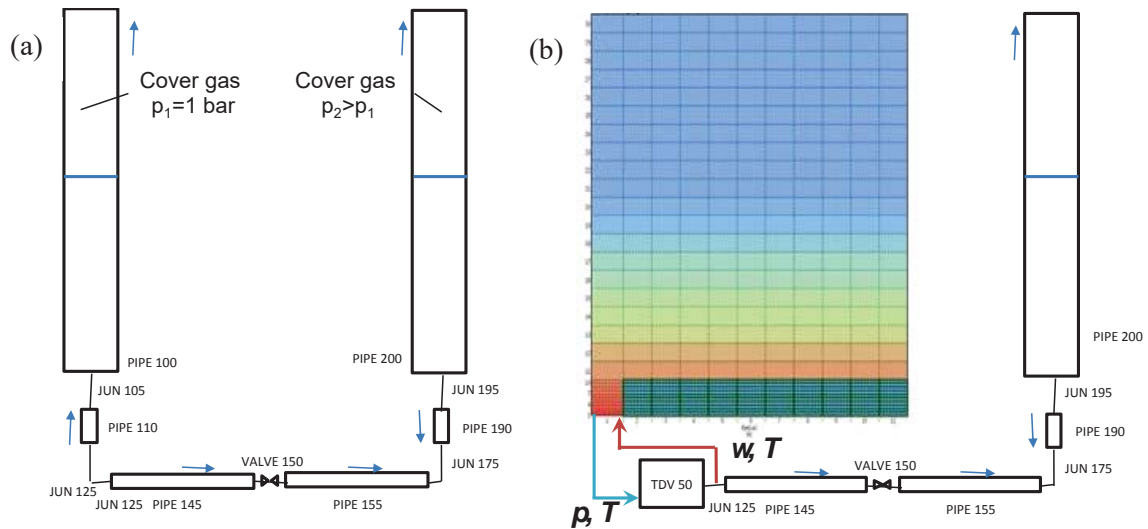 (a)
Cover gas
p1=1 bar
Cover gas
p2>p1
PIPE 100
PIPE 200
JUN 105
JUN 195
PIPE 110
PIPE 190
VALVE 150
JUN 175
JUN 125
JUN 125
PIPE 145
PIPE 155
(b)
PIPE 200
JUN 195
PIPE 190
w, T
VALVE 150
JUN 175
TDV 50
p, T
JUN 125
PIPE 145
PIPE 155